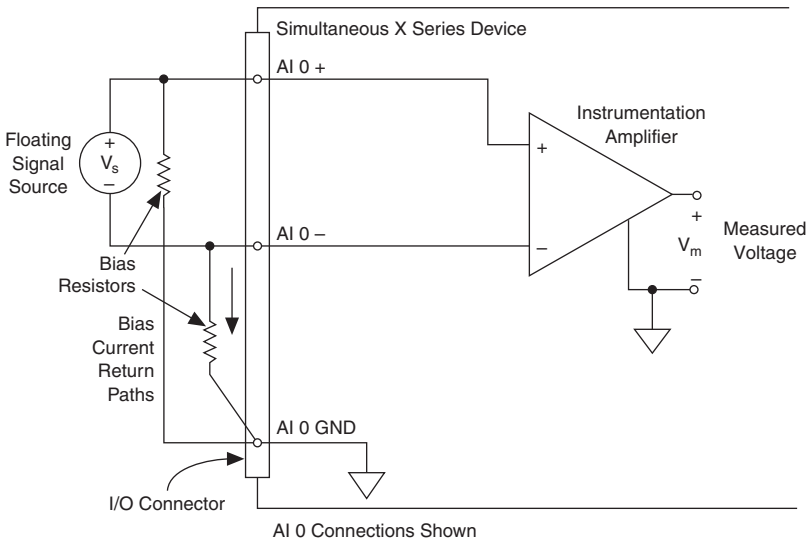 Simultaneous X Series Device
AI 0 +
Instrumentation
Amplifier
Floating
Signal
Source
+
Vs
–
+
–
AI 0 –
+
Vm
–
Measured
Voltage
Bias
Resistors
Bias
Current
Return
Paths
AI 0 GND
I/O Connector
AI 0 Connections Shown